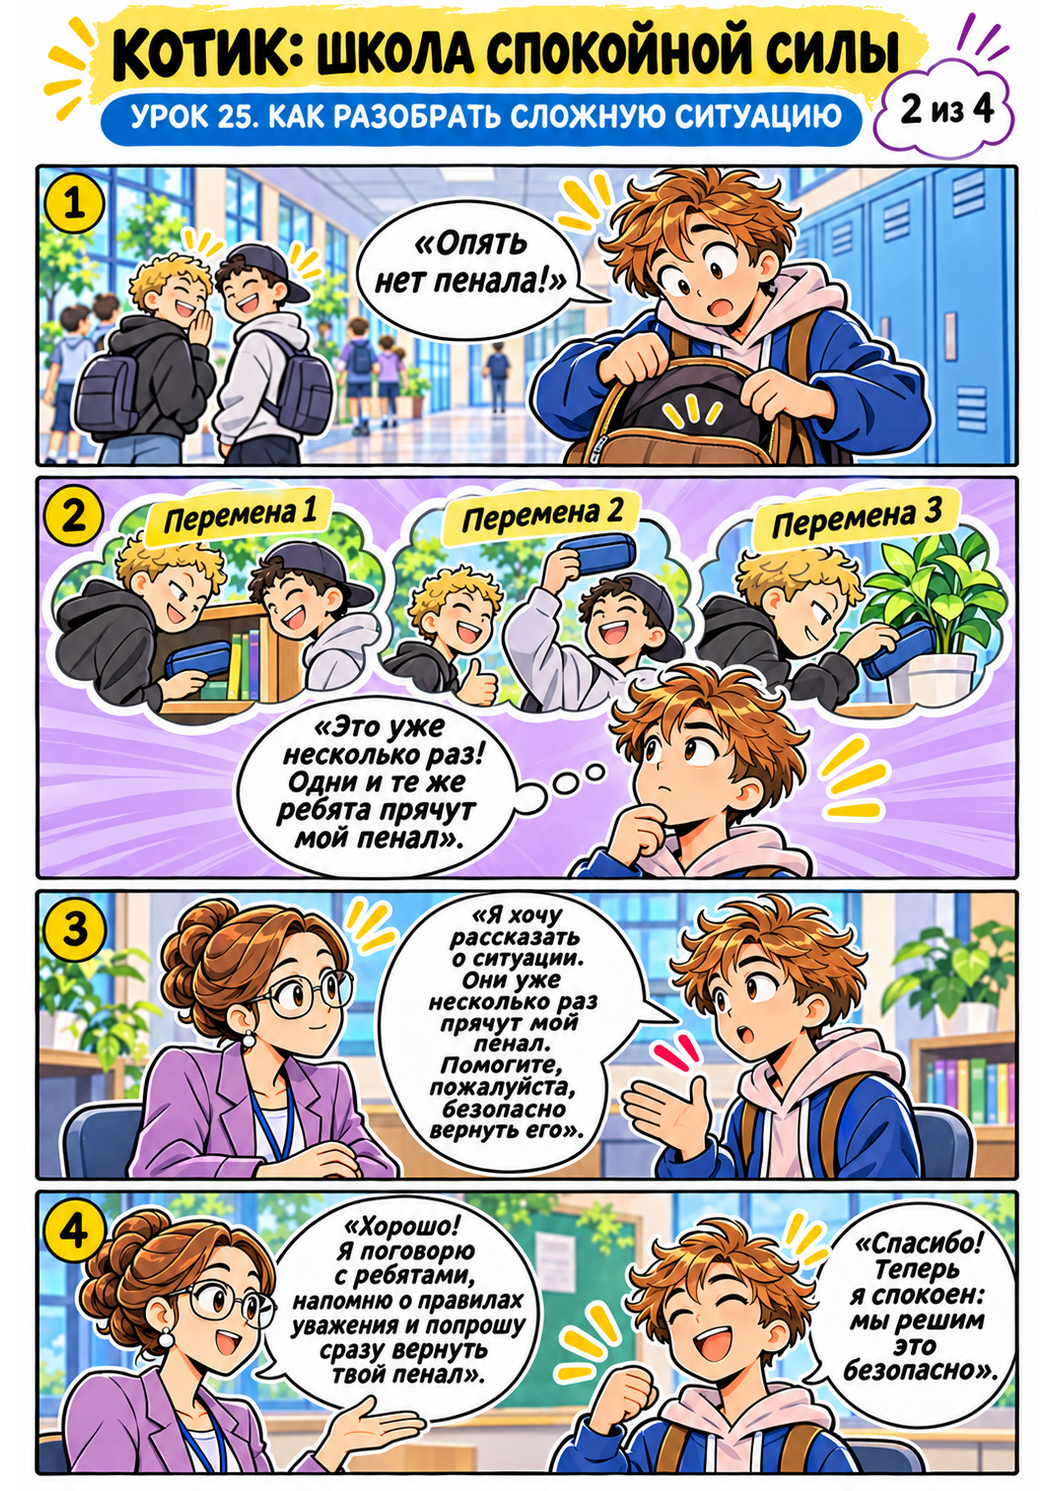 КОТИК: ШКОЛА СПОКОЙНОЙ СИЛЫ
УРОК 25. КАК РАЗОБРАТЬ СЛОЖНУЮ СИТУАЦИЮ
2 из 4
1
«Опять
нет пенала!»
2
Перемена 1
Перемена 2
Перемена 3
«Это уже
несколько раз!
Одни и те же
ребята прячут
мой пенал».
3
«Я хочу
рассказать
о ситуации.
Они уже
несколько раз
прячут мой
пенал.
Помогите,
пожалуйста,
безопасно
вернуть его».
4
«Хорошо!
Я поговорю
с ребятами,
напомню о правилах
уважения и попрошу
сразу вернуть
твой пенал».
«Спасибо!
Теперь
я спокоен:
мы решим
это
безопасно».